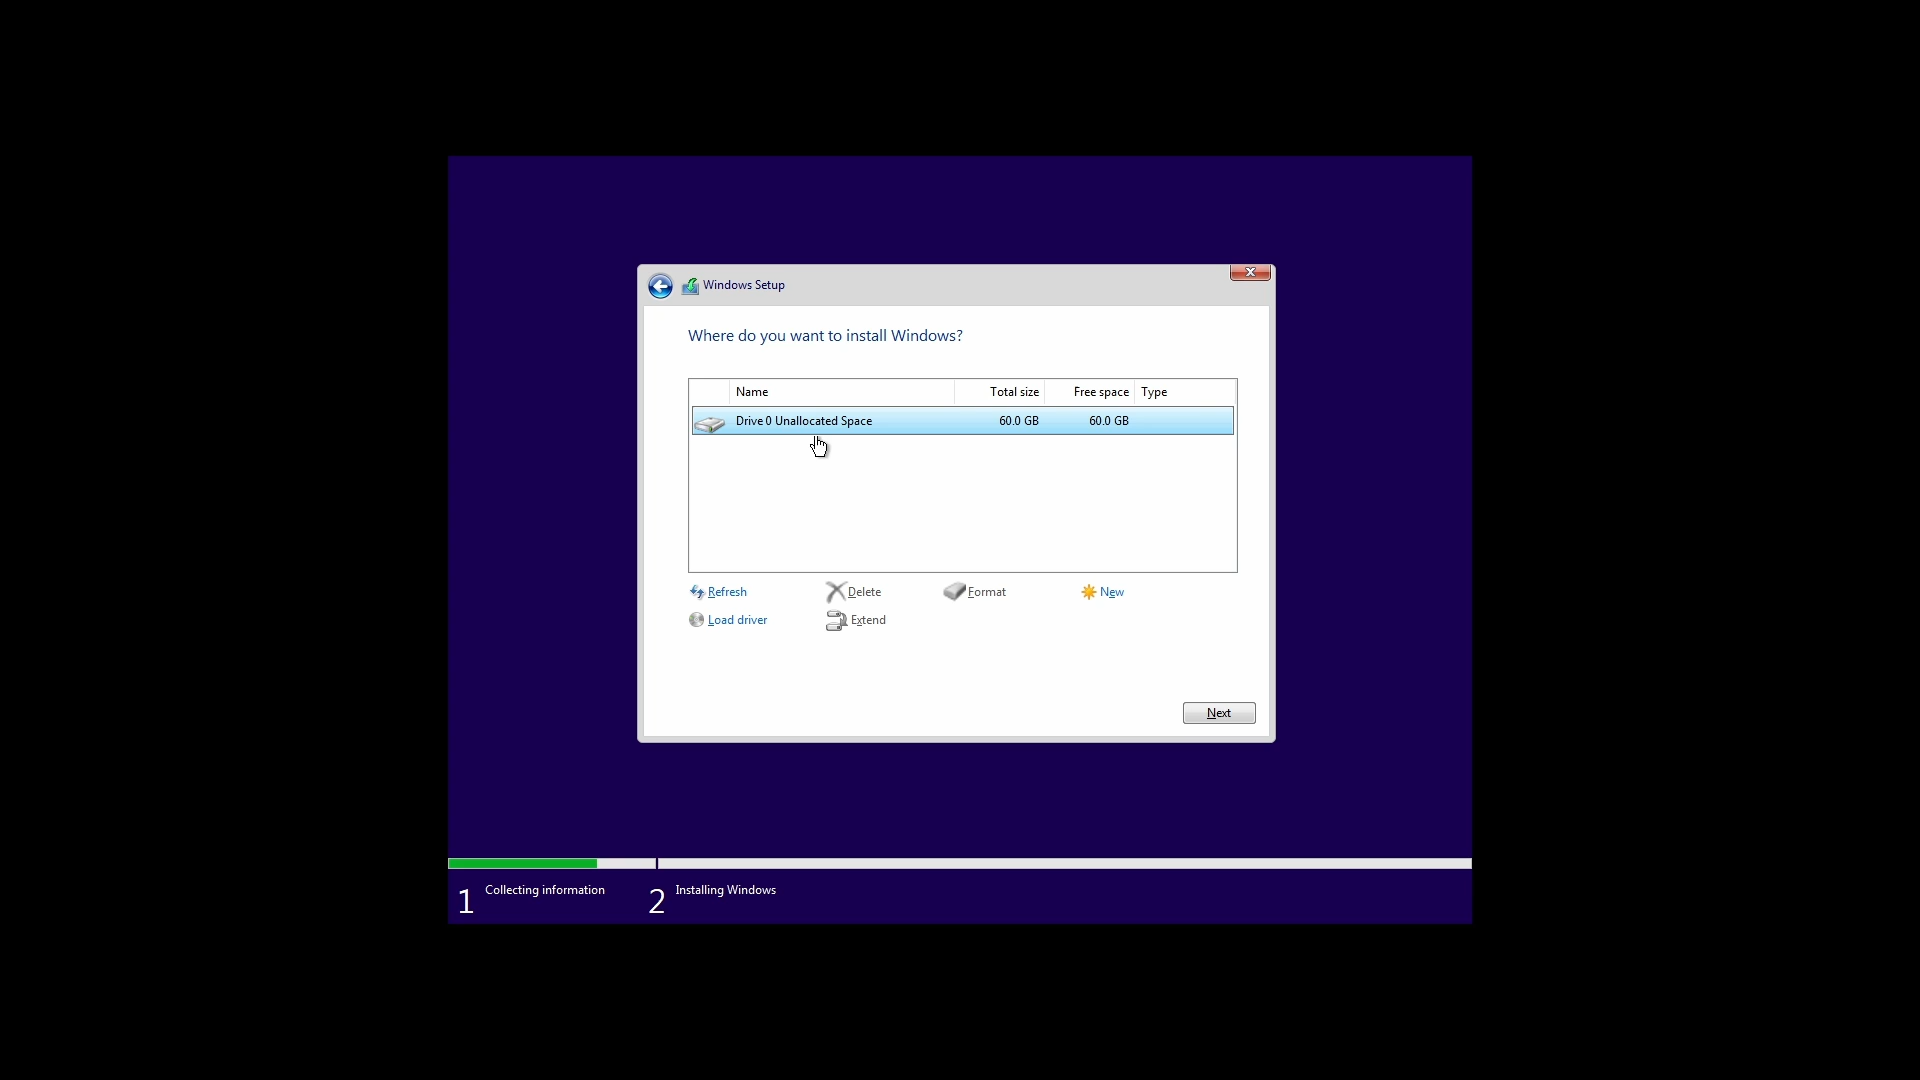 Windows Setup
Where do you want to install Windows?
Name Total size Free space Type
Drive 0 Unallocated Space 60.0 GB 60.0 GB
Refresh Delete Format New
Load driver Extend
Next
1 Collecting information 2 Installing Windows